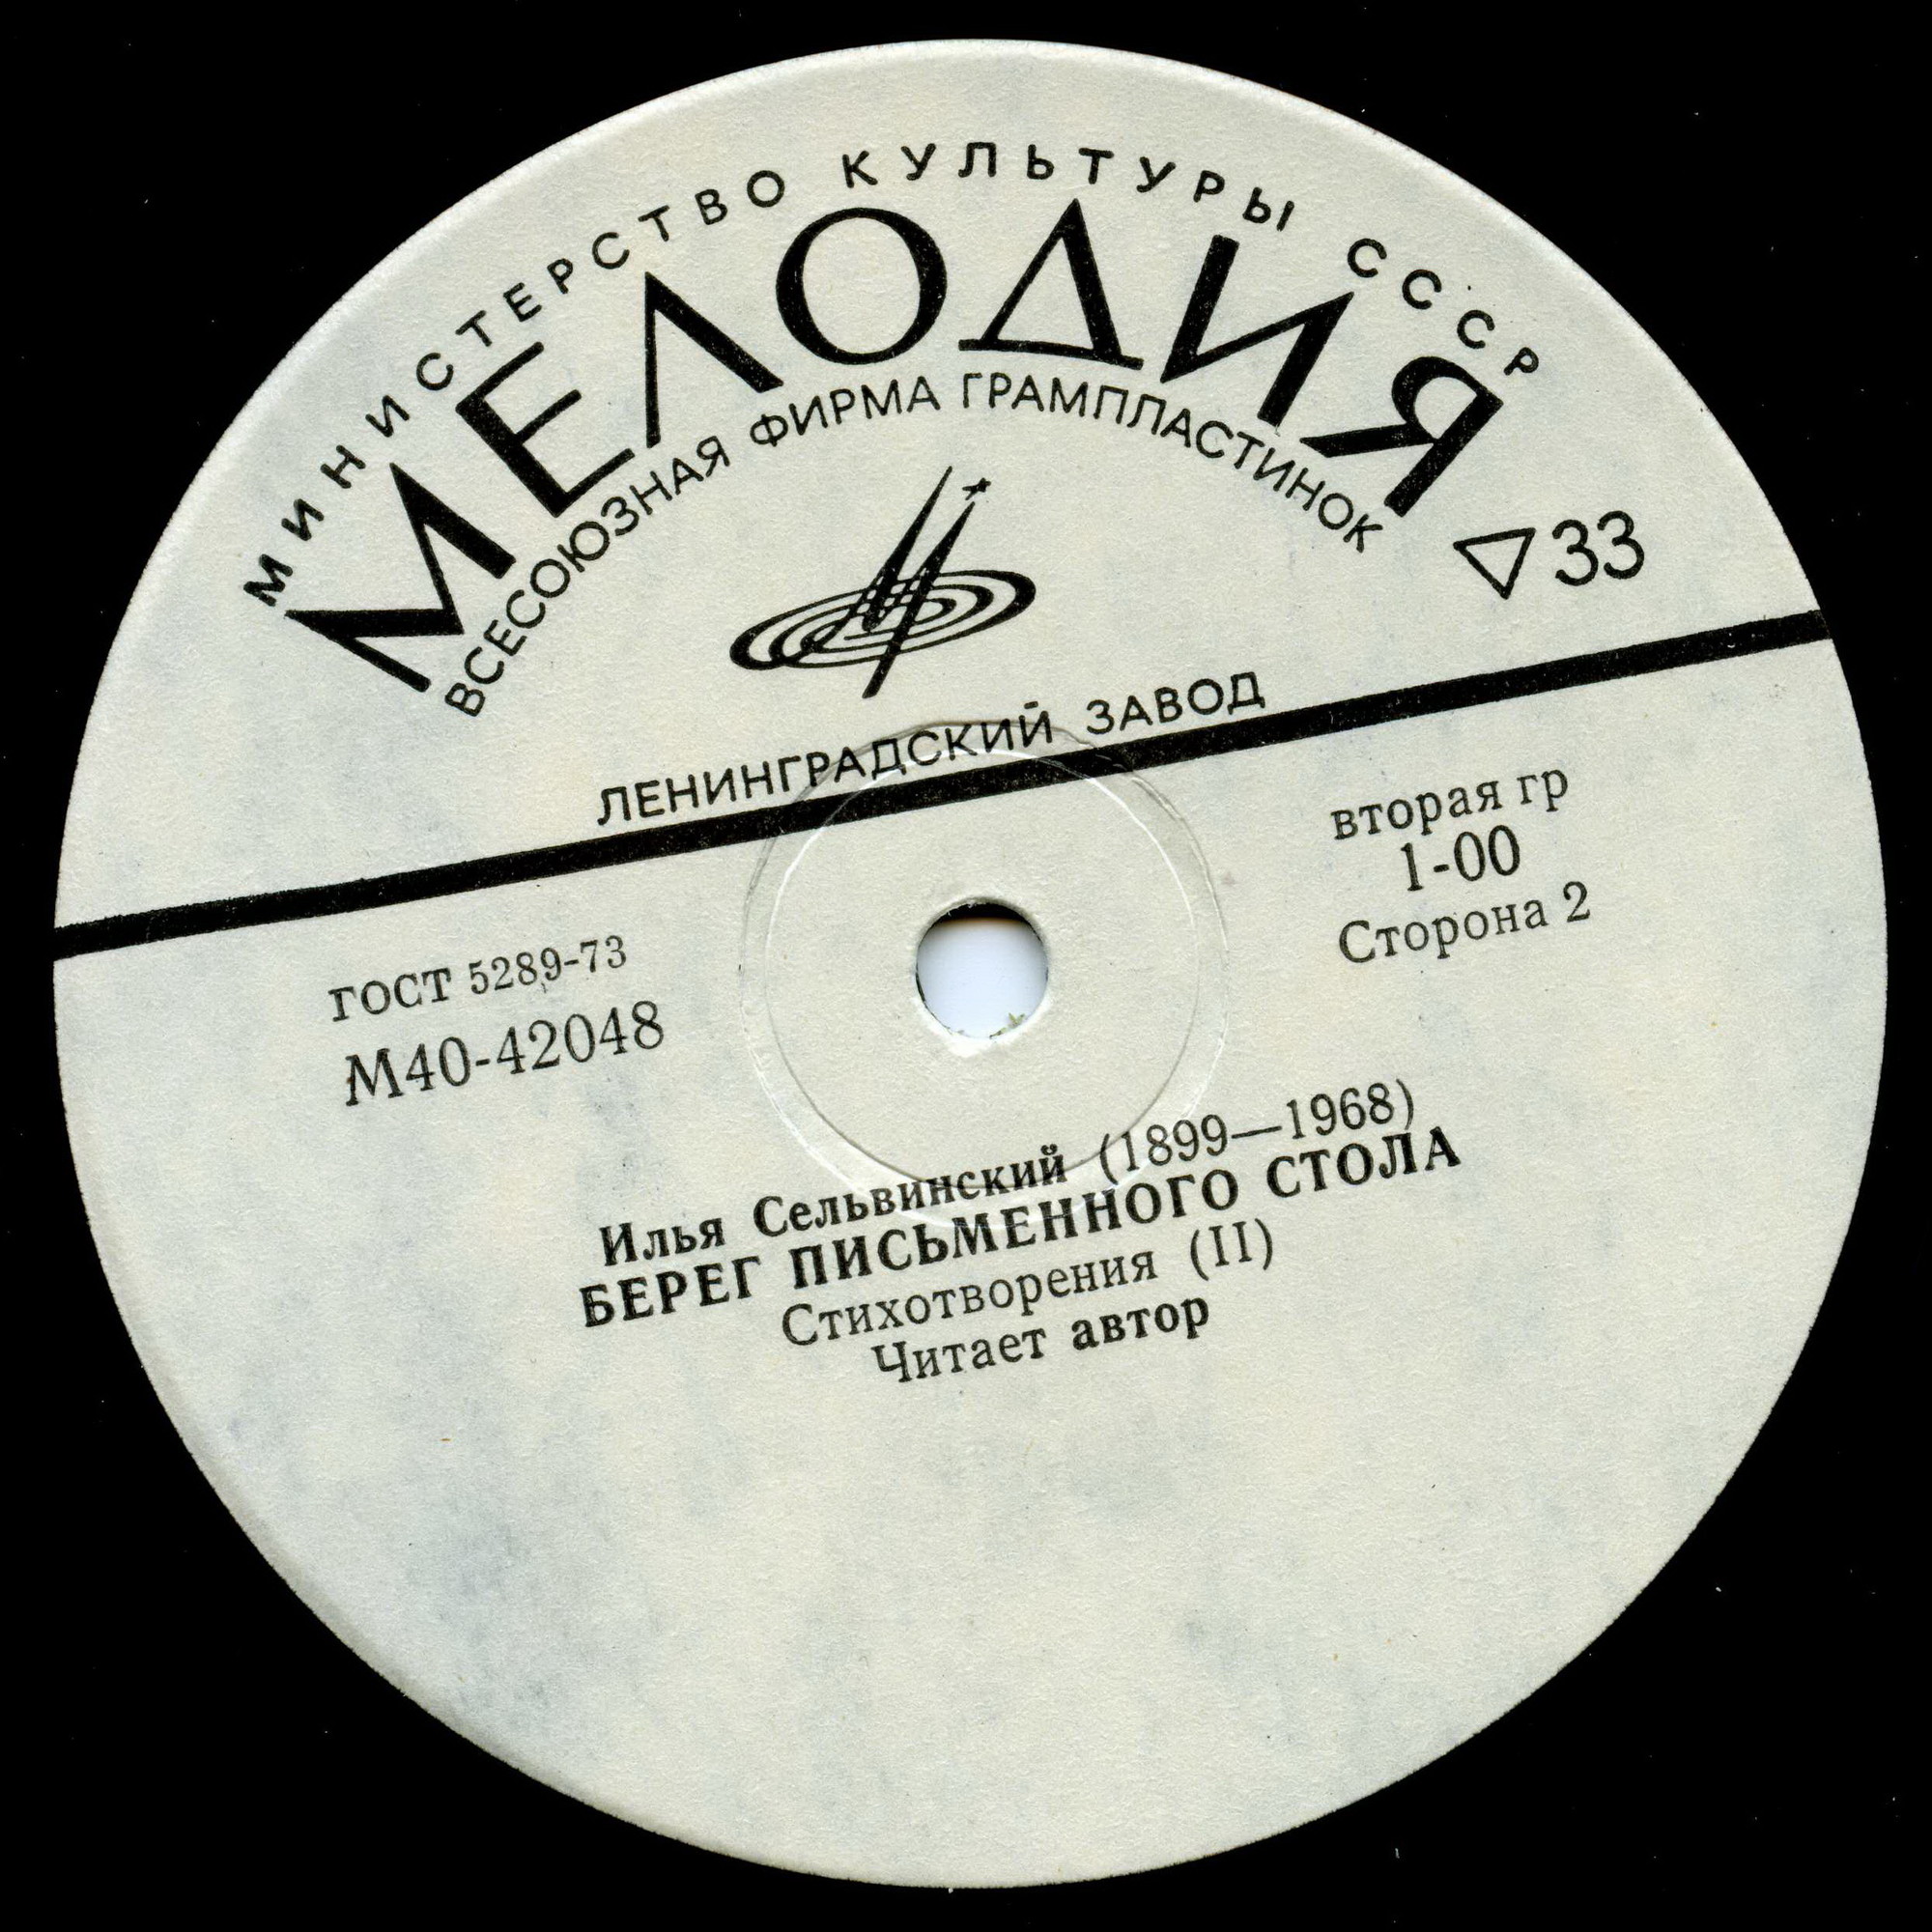 МИНИСТЕРСТВО КУЛЬТУРЫ СССР
МЕЛОДИЯ
ВСЕСОЮЗНАЯ ФИРМА ГРАМПЛАСТИНОК
33
ЛЕНИНГРАДСКИЙ ЗАВОД
ГОСТ 5289-73
М40-42048
вторая гр
1-00
Сторона 2
Илья Сельвинский (1899—1968)
БЕРЕГ ПИСЬМЕННОГО СТОЛА
Стихотворения (II)
Читает автор